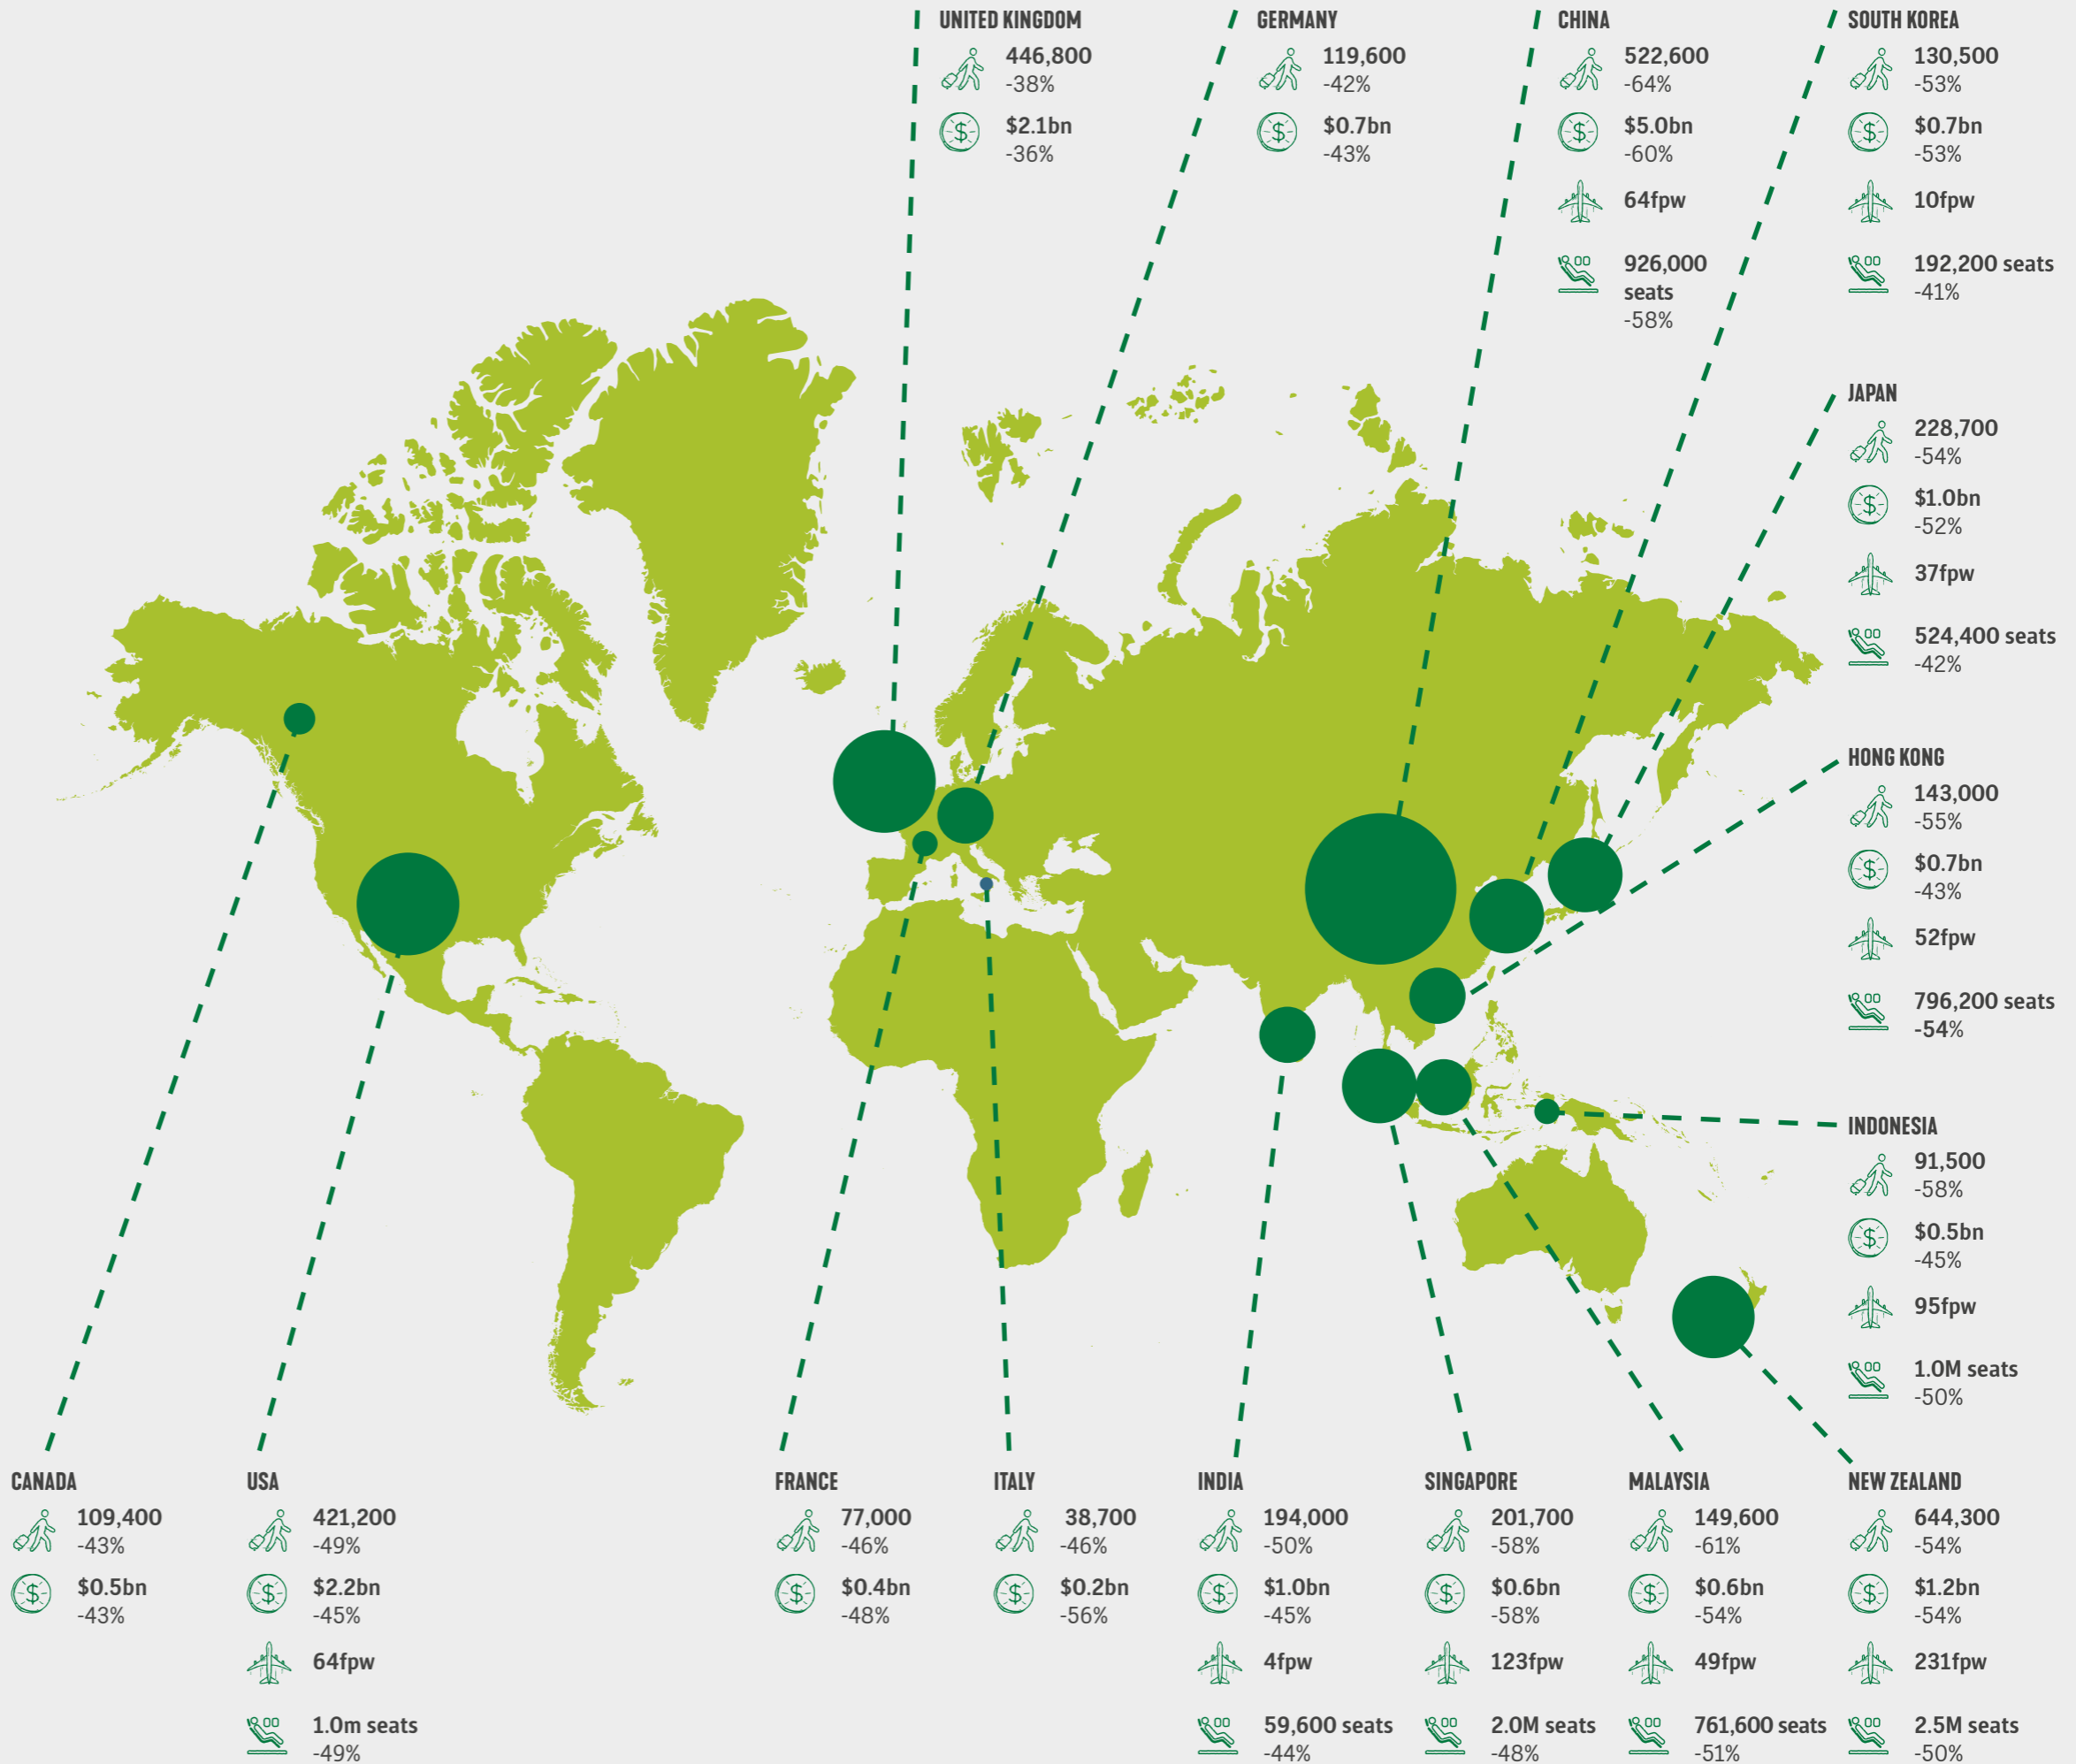 UNITED KINGDOM
446,800
-38%
$2.1bn
-36%
GERMANY
119,600
-42%
$0.7bn
-43%
CHINA
522,600
-64%
$5.0bn
-60%
64fpw
926,000
seats
-58%
SOUTH KOREA
130,500
-53%
$0.7bn
-53%
10fpw
192,200 seats
-41%
JAPAN
228,700
-54%
$1.0bn
-52%
37fpw
524,400 seats
-42%
HONG KONG
143,000
-55%
$0.7bn
-43%
52fpw
796,200 seats
-54%
INDONESIA
91,500
-58%
$0.5bn
-45%
95fpw
1.0M seats
-50%
CANADA
109,400
-43%
$0.5bn
-43%
USA
421,200
-49%
$2.2bn
-45%
64fpw
1.0m seats
-49%
FRANCE
77,000
-46%
$0.4bn
-48%
ITALY
38,700
-46%
$0.2bn
-56%
INDIA
194,000
-50%
$1.0bn
-45%
4fpw
59,600 seats
-44%
SINGAPORE
201,700
-58%
$0.6bn
-58%
123fpw
2.0M seats
-48%
MALAYSIA
149,600
-61%
$0.6bn
-54%
49fpw
761,600 seats
-51%
NEW ZEALAND
644,300
-54%
$1.2bn
-54%
231fpw
2.5M seats
-50%